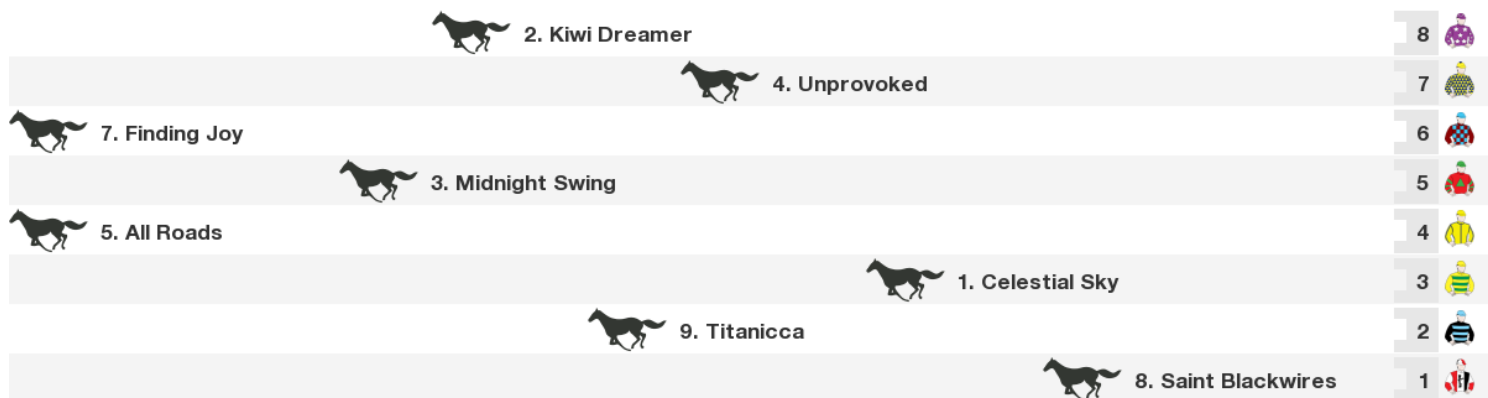 2. Kiwi Dreamer 8
4. Unprovoked 7
7. Finding Joy 6
3. Midnight Swing 5
5. All Roads 4
1. Celestial Sky 3
9. Titanicca 2
8. Saint Blackwires 1